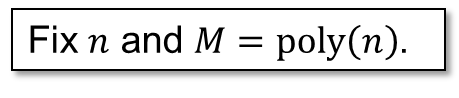 Fix n and M = poly(n).